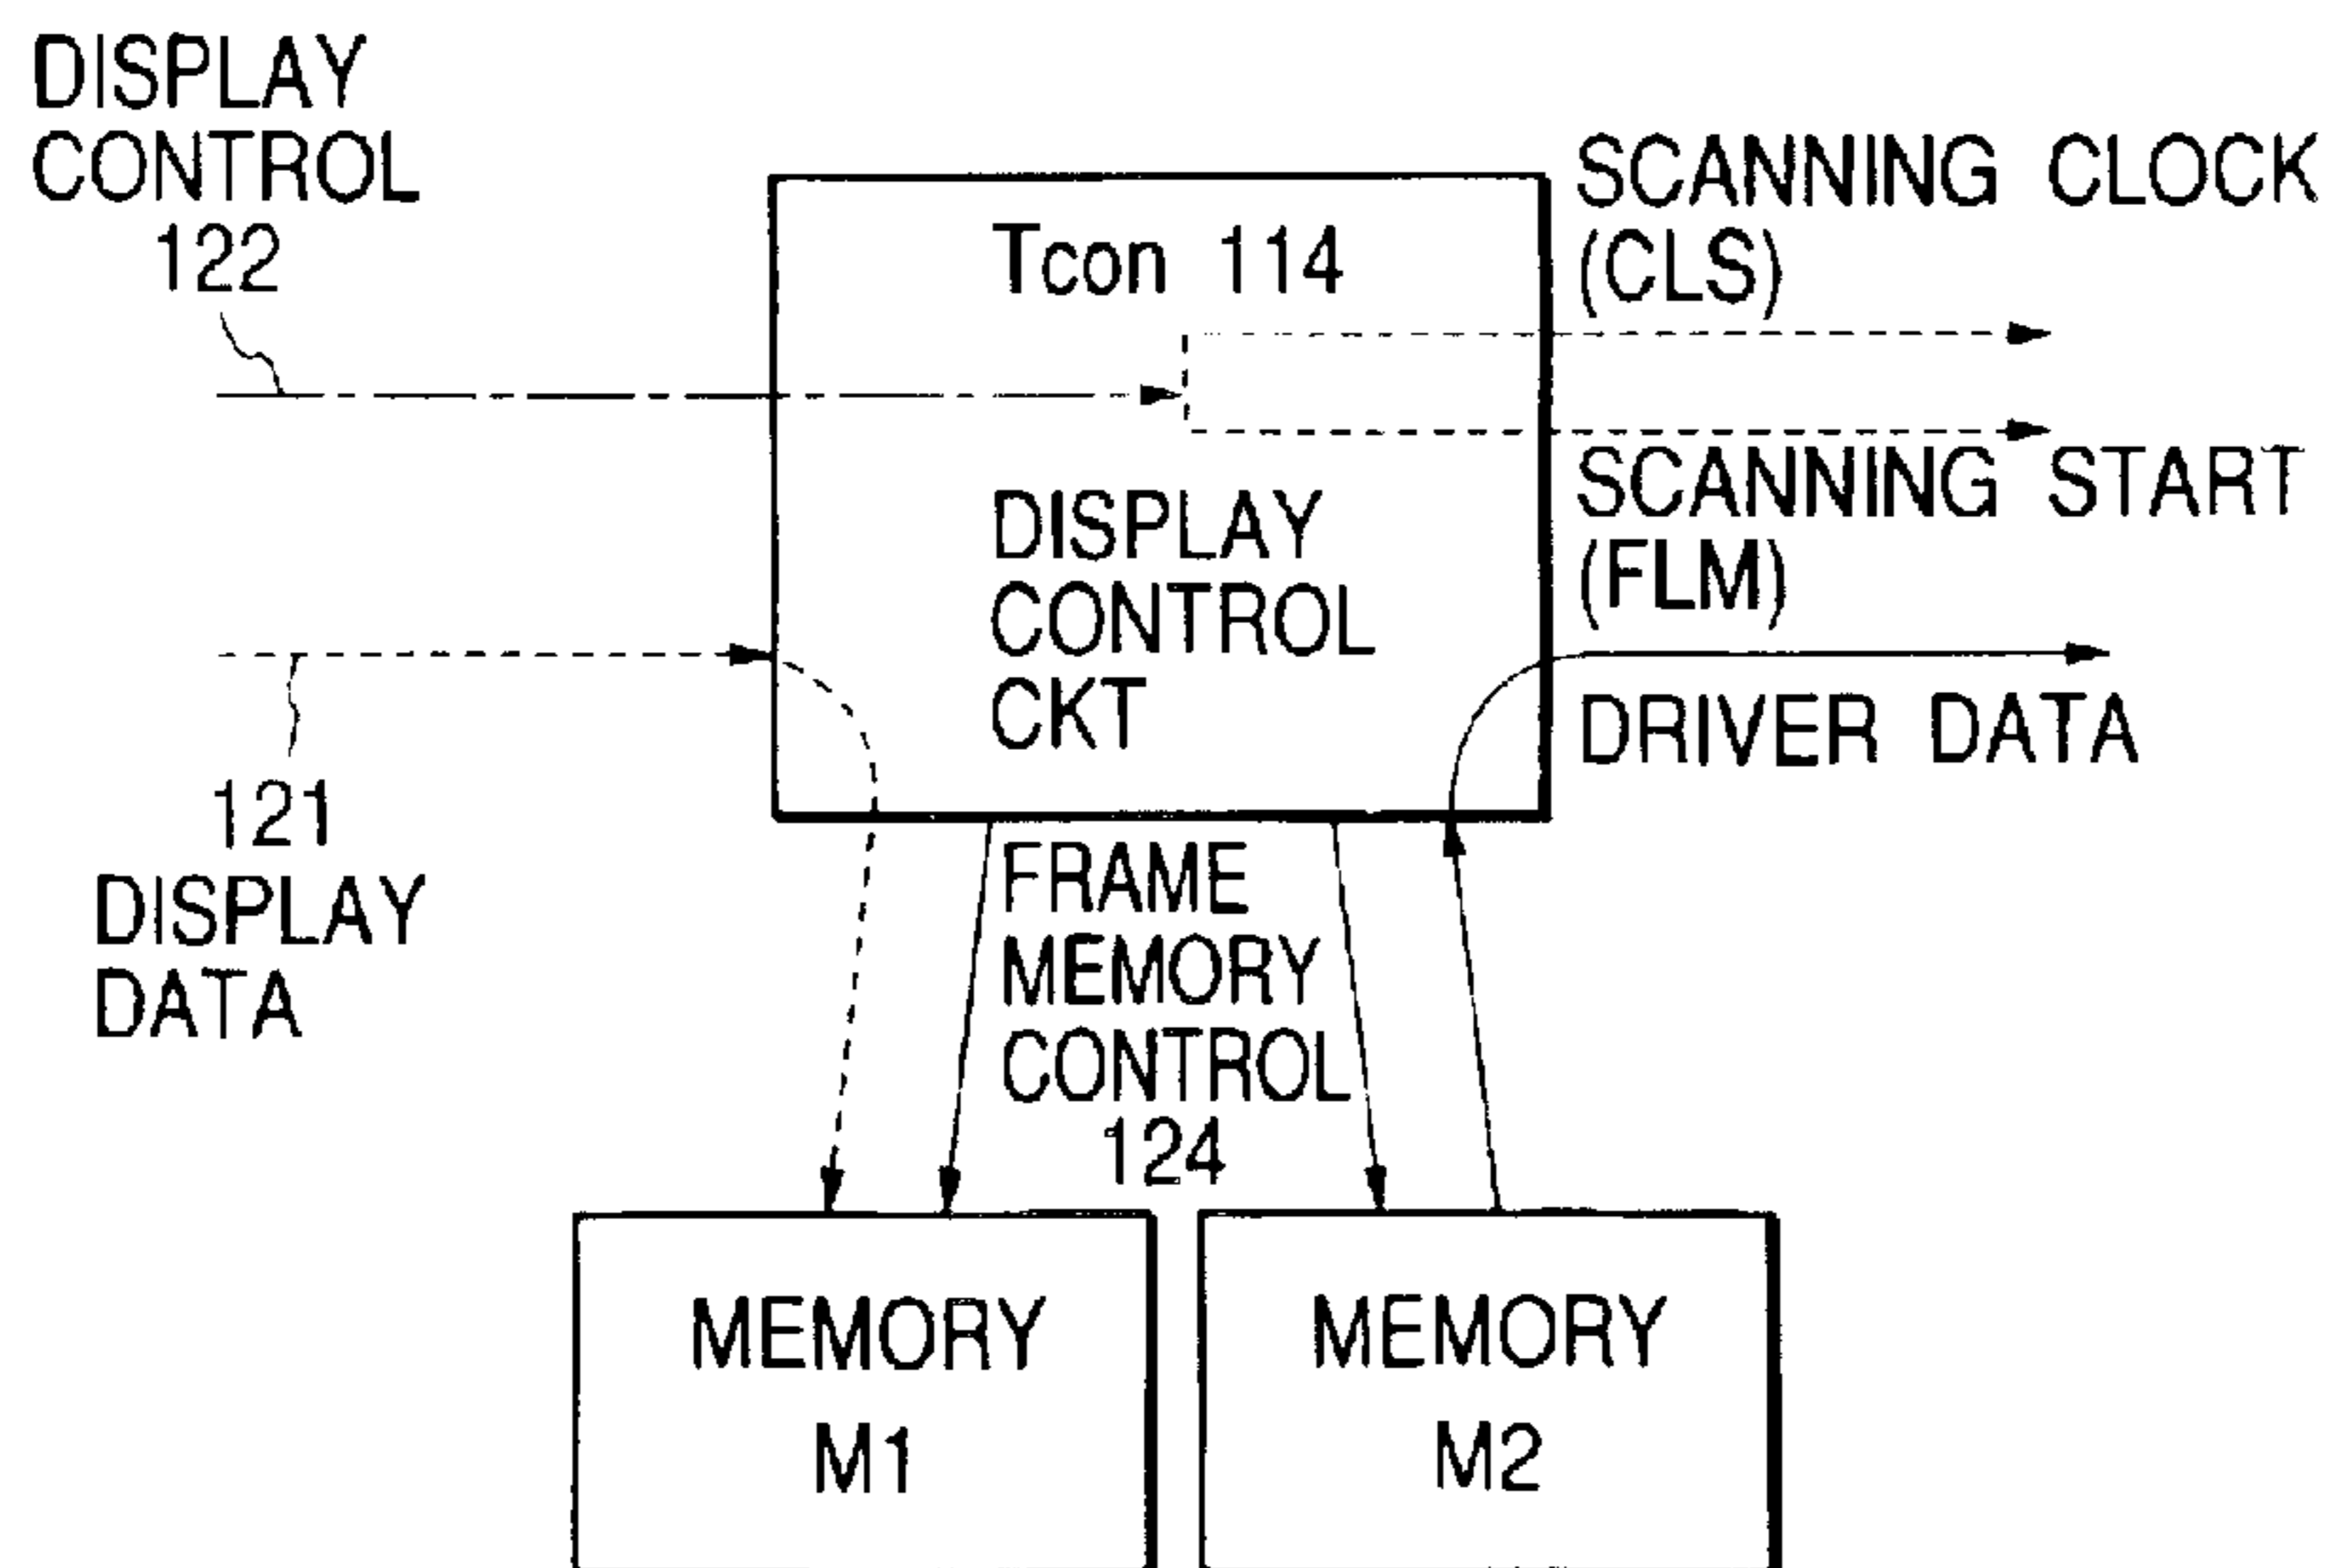 DISPLAY
CONTROL
122
Tcon 114
SCANNING CLOCK
(CLS)
SCANNING START
(FLM)
DISPLAY
CONTROL
CKT
DRIVER DATA
121
DISPLAY
DATA
FRAME
MEMORY
CONTROL
124
MEMORY
M1
MEMORY
M2